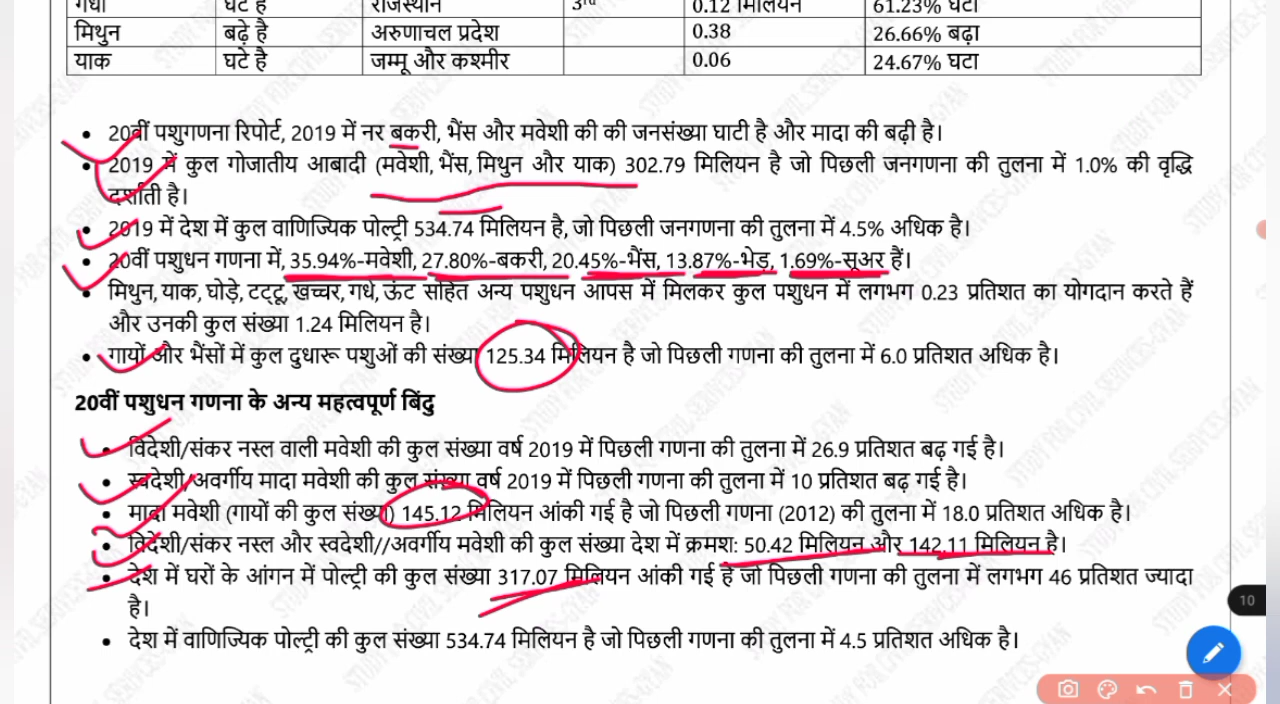 गधा घटे है राजस्थान 3rd 0.12 मिलियन 61.23% घटा
मिथुन बढ़े है अरुणाचल प्रदेश 0.38 26.66% बढ़ा
याक घटे है जम्मू और कश्मीर 0.06 24.67% घटा
• 20वीं पशुगणना रिपोर्ट, 2019 में नर बकरी, भैंस और मवेशी की की जनसंख्या घाटी है और मादा की बढ़ी है।
• 2019 में कुल गोजातीय आबादी (मवेशी, भैंस, मिथुन और याक) 302.79 मिलियन है जो पिछली जनगणना की तुलना में 1.0% की वृद्धि
दर्शाती है।
• 2019 में देश में कुल वाणिज्यिक पोल्ट्री 534.74 मिलियन है, जो पिछली जनगणना की तुलना में 4.5% अधिक है।
• 20वीं पशुधन गणना में, 35.94%-मवेशी, 27.80%-बकरी, 20.45%-भैंस, 13.87%-भेड़, 1.69%-सूअर हैं।
• मिथुन, याक, घोड़े, टट्टू, खच्चर, गधे, ऊंट सहित अन्य पशुधन आपस में मिलकर कुल पशुधन में लगभग 0.23 प्रतिशत का योगदान करते हैं
और उनकी कुल संख्या 1.24 मिलियन है।
• गायों और भैंसों में कुल दुधारू पशुओं की संख्या 125.34 मिलियन है जो पिछली गणना की तुलना में 6.0 प्रतिशत अधिक है।
20वीं पशुधन गणना के अन्य महत्वपूर्ण बिंदु
• विदेशी/संकर नस्ल वाली मवेशी की कुल संख्या वर्ष 2019 में पिछली गणना की तुलना में 26.9 प्रतिशत बढ़ गई है।
• स्वदेशी/अवर्गीय मादा मवेशी की कुल संख्या वर्ष 2019 में पिछली गणना की तुलना में 10 प्रतिशत बढ़ गई है।
• मादा मवेशी (गायों की कुल संख्या) 145.12 मिलियन आंकी गई है जो पिछली गणना (2012) की तुलना में 18.0 प्रतिशत अधिक है।
• विदेशी/संकर नस्ल और स्वदेशी//अवर्गीय मवेशी की कुल संख्या देश में क्रमश: 50.42 मिलियन और 142.11 मिलियन है।
• देश में घरों के आंगन में पोल्ट्री की कुल संख्या 317.07 मिलियन आंकी गई है जो पिछली गणना की तुलना में लगभग 46 प्रतिशत ज्यादा
है।
• देश में वाणिज्यिक पोल्ट्री की कुल संख्या 534.74 मिलियन है जो पिछली गणना की तुलना में 4.5 प्रतिशत अधिक है।
10